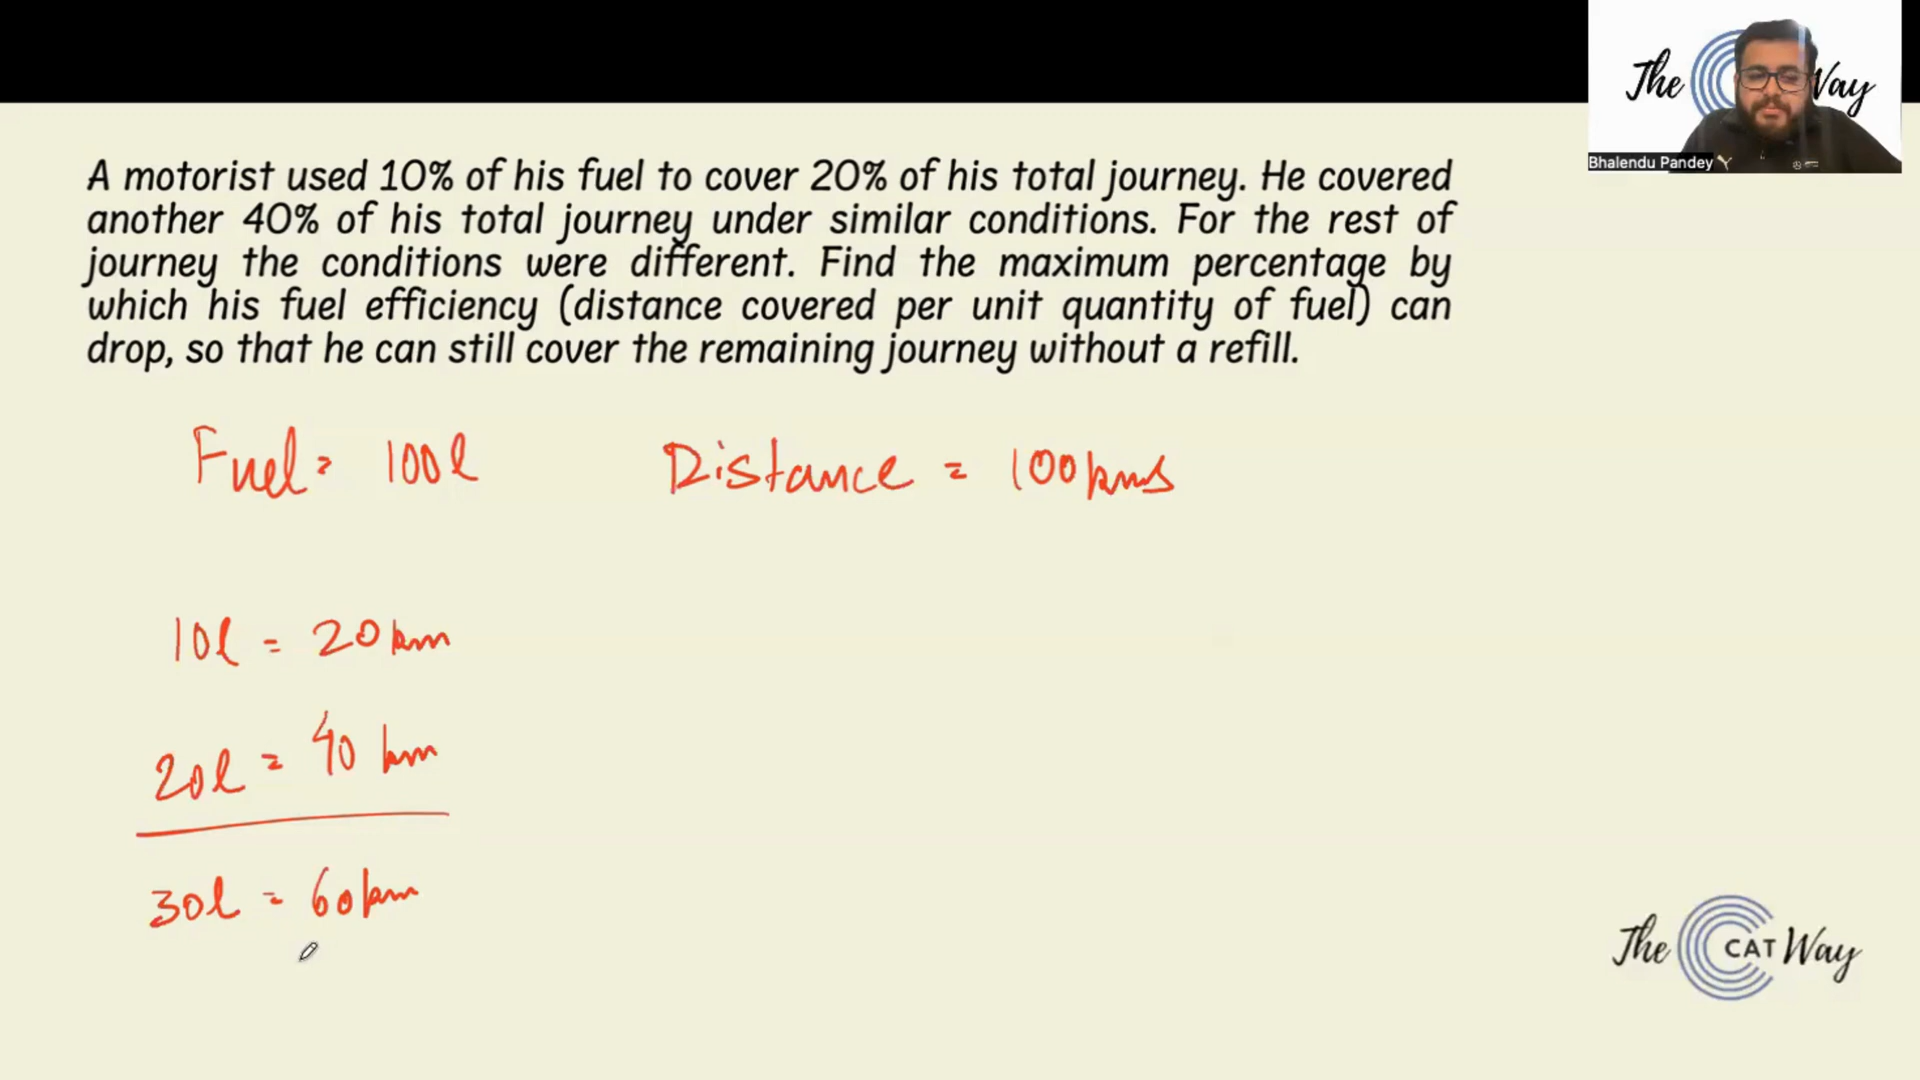 The C Way
Bhalendu Pandey
A motorist used 10% of his fuel to cover 20% of his total journey. He covered
another 40% of his total journey under similar conditions. For the rest of
journey the conditions were different. Find the maximum percentage by
which his fuel efficiency (distance covered per unit quantity of fuel) can
drop, so that he can still cover the remaining journey without a refill.
Fuel = 100l Distance = 100kms
10l = 20km
20l = 40 km
30l = 60km
The CAT Way